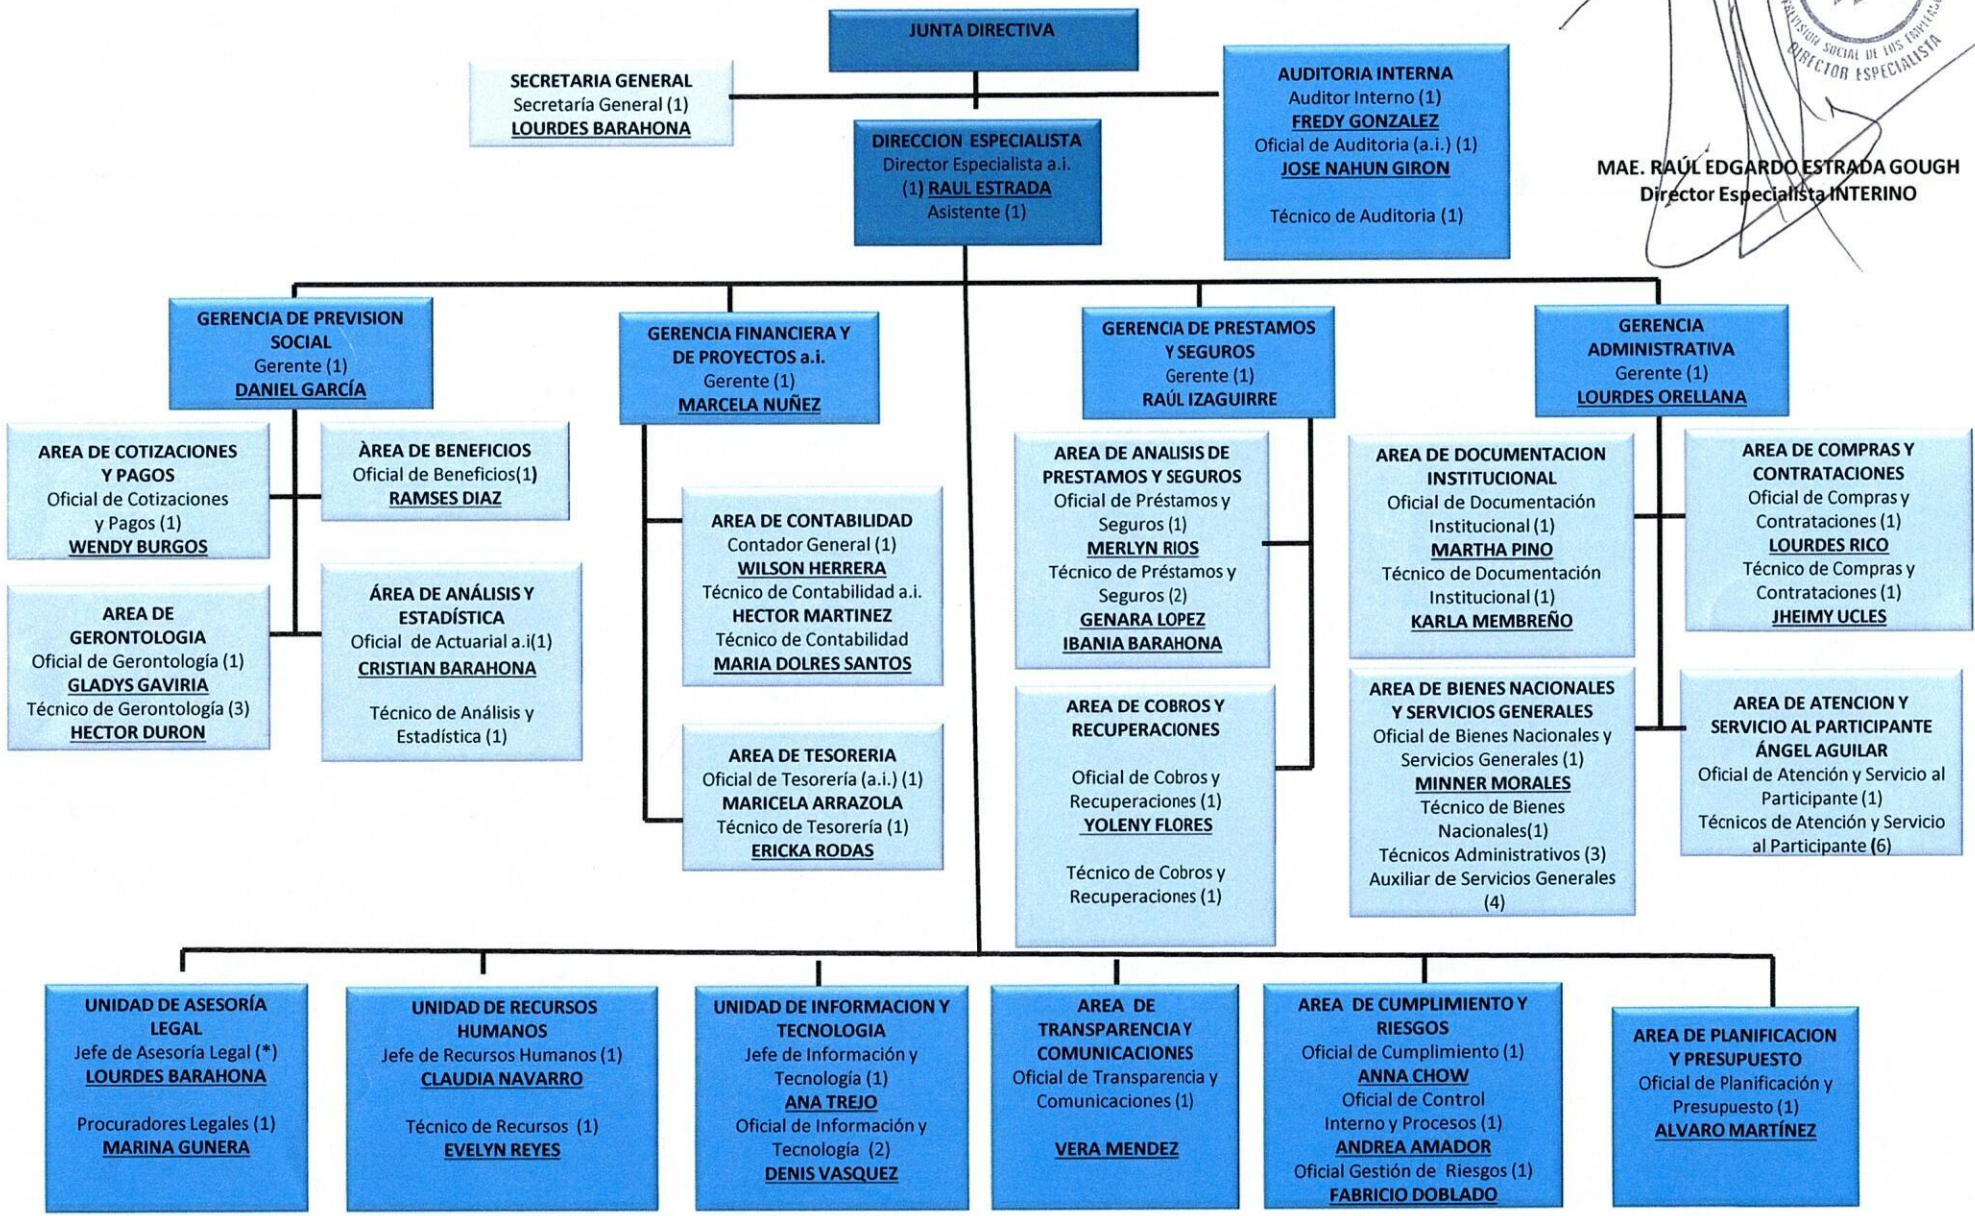 JUNTA DIRECTIVA
SECRETARIA GENERAL
Secretaría General (1)
LOURDES BARAHONA
AUDITORIA INTERNA
Auditor Interno (1)
FREDY GONZALEZ
Oficial de Auditoria (a.i.) (1)
JOSE NAHUN GIRON
Técnico de Auditoria (1)
SOCIAL DE LOS
DIRECTOR ESPECIALISTA
MAE. RAÚL EDGARDO ESTRADA GOUGH
Director Especialista INTERINO
DIRECCION ESPECIALISTA
Director Especialista a.i.
(1) RAUL ESTRADA
Asistente (1)
GERENCIA DE PREVISION
SOCIAL
Gerente (1)
DANIEL GARCÍA
GERENCIA FINANCIERA Y
DE PROYECTOS a.i.
Gerente (1)
MARCELA NUÑEZ
GERENCIA DE PRESTAMOS
Y SEGUROS
Gerente (1)
RAÚL IZAGUIRRE
GERENCIA
ADMINISTRATIVA
Gerente (1)
LOURDES ORELLANA
AREA DE COTIZACIONES
Y PAGOS
Oficial de Cotizaciones
y Pagos (1)
WENDY BURGOS
ÀREA DE BENEFICIOS
Oficial de Beneficios(1)
RAMSES DIAZ
AREA DE
GERONTOLOGIA
Oficial de Gerontología (1)
GLADYS GAVIRIA
Técnico de Gerontología (3)
HECTOR DURON
ÁREA DE ANÁLISIS Y
ESTADÍSTICA
Oficial de Actuarial a.i(1)
CRISTIAN BARAHONA
Técnico de Análisis y
Estadística (1)
AREA DE CONTABILIDAD
Contador General (1)
WILSON HERRERA
Técnico de Contabilidad a.i.
HECTOR MARTINEZ
Técnico de Contabilidad
MARIA DOLRES SANTOS
AREA DE TESORERIA
Oficial de Tesorería (a.i.) (1)
MARICELA ARRAZOLA
Técnico de Tesorería (1)
ERICKA RODAS
AREA DE ANALISIS DE
PRESTAMOS Y SEGUROS
Oficial de Préstamos y
Seguros (1)
MERLYN RIOS
Técnico de Préstamos y
Seguros (2)
GENARA LOPEZ
IBANIA BARAHONA
AREA DE COBROS Y
RECUPERACIONES
Oficial de Cobros y
Recuperaciones (1)
YOLENY FLORES
Técnico de Cobros y
Recuperaciones (1)
AREA DE DOCUMENTACION
INSTITUCIONAL
Oficial de Documentación
Institucional (1)
MARTHA PINO
Técnico de Documentación
Institucional (1)
KARLA MEMBREÑO
AREA DE COMPRAS Y
CONTRATACIONES
Oficial de Compras y
Contrataciones (1)
LOURDES RICO
Técnico de Compras y
Contrataciones (1)
JHEIMY UCLES
AREA DE BIENES NACIONALES
Y SERVICIOS GENERALES
Oficial de Bienes Nacionales y
Servicios Generales (1)
MINNER MORALES
Técnico de Bienes
Nacionales(1)
Técnicos Administrativos (3)
Auxiliar de Servicios Generales
(4)
AREA DE ATENCION Y
SERVICIO AL PARTICIPANTE
ÁNGEL AGUILAR
Oficial de Atención y Servicio al
Participante (1)
Técnicos de Atención y Servicio
al Participante (6)
UNIDAD DE ASESORÍA
LEGAL
Jefe de Asesoría Legal (*)
LOURDES BARAHONA
Procuradores Legales (1)
MARINA GUNERA
UNIDAD DE RECURSOS
HUMANOS
Jefe de Recursos Humanos (1)
CLAUDIA NAVARRO
Técnico de Recursos (1)
EVELYN REYES
UNIDAD DE INFORMACION Y
TECNOLOGIA
Jefe de Información y
Tecnología (1)
ANA TREJO
Oficial de Información y
Tecnología (2)
DENIS VASQUEZ
AREA DE
TRANSPARENCIA Y
COMUNICACIONES
Oficial de Transparencia y
Comunicaciones (1)
VERA MENDEZ
AREA DE CUMPLIMIENTO Y
RIESGOS
Oficial de Cumplimiento (1)
ANNA CHOW
Oficial de Control
Interno y Procesos (1)
ANDREA AMADOR
Oficial Gestión de Riesgos (1)
FABRICIO DOBLADO
AREA DE PLANIFICACION
Y PRESUPUESTO
Oficial de Planificación y
Presupuesto (1)
ALVARO MARTÍNEZ